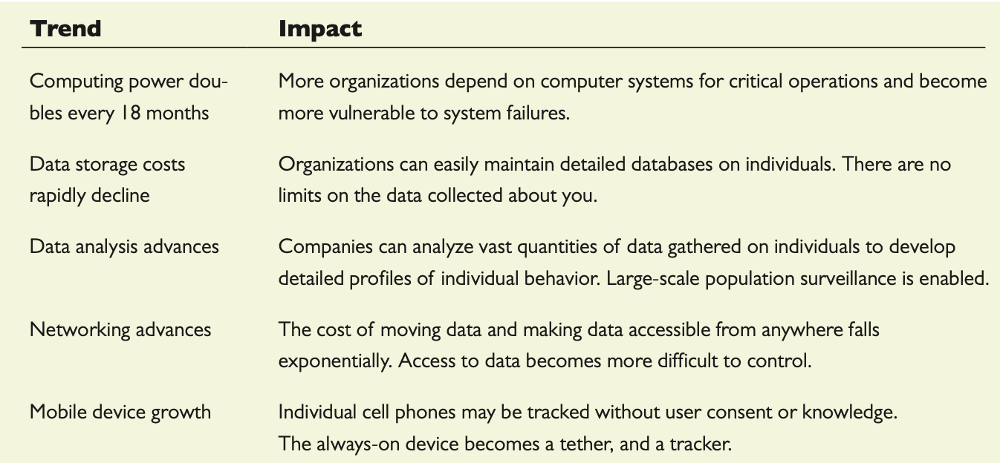 Trend Impact
Computing power dou- More organizations depend on computer systems for critical operations and become
bles every 18 months more vulnerable to system failures.
Data storage costs Organizations can easily maintain detailed databases on individuals. There are no
rapidly decline limits on the data collected about you.
Data analysis advances Companies can analyze vast quantities of data gathered on individuals to develop
detailed profiles of individual behavior. Large-scale population surveillance is enabled.
Networking advances The cost of moving data and making data accessible from anywhere falls
exponentially. Access to data becomes more difficult to control.
Mobile device growth Individual cell phones may be tracked without user consent or knowledge.
The always-on device becomes a tether, and a tracker.